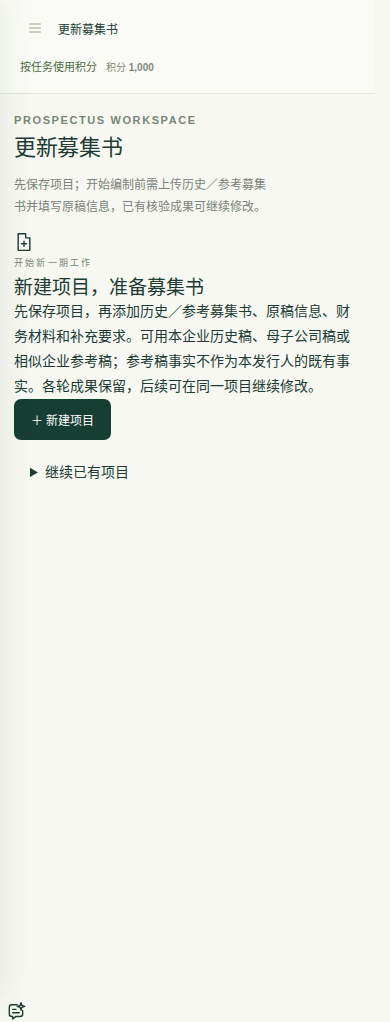 更新募集书
按任务使用积分 积分 1,000
PROSPECTUS WORKSPACE
更新募集书
先保存项目；开始编制前需上传历史／参考募集
书并填写原稿信息，已有核验成果可继续修改。
开始新一期工作
新建项目，准备募集书
先保存项目，再添加历史／参考募集书、原稿信息、财
务材料和补充要求。可用本企业历史稿、母子公司稿或
相似企业参考稿；参考稿事实不作为本发行人的既有事
实。各轮成果保留，后续可在同一项目继续修改。
＋ 新建项目
▶ 继续已有项目